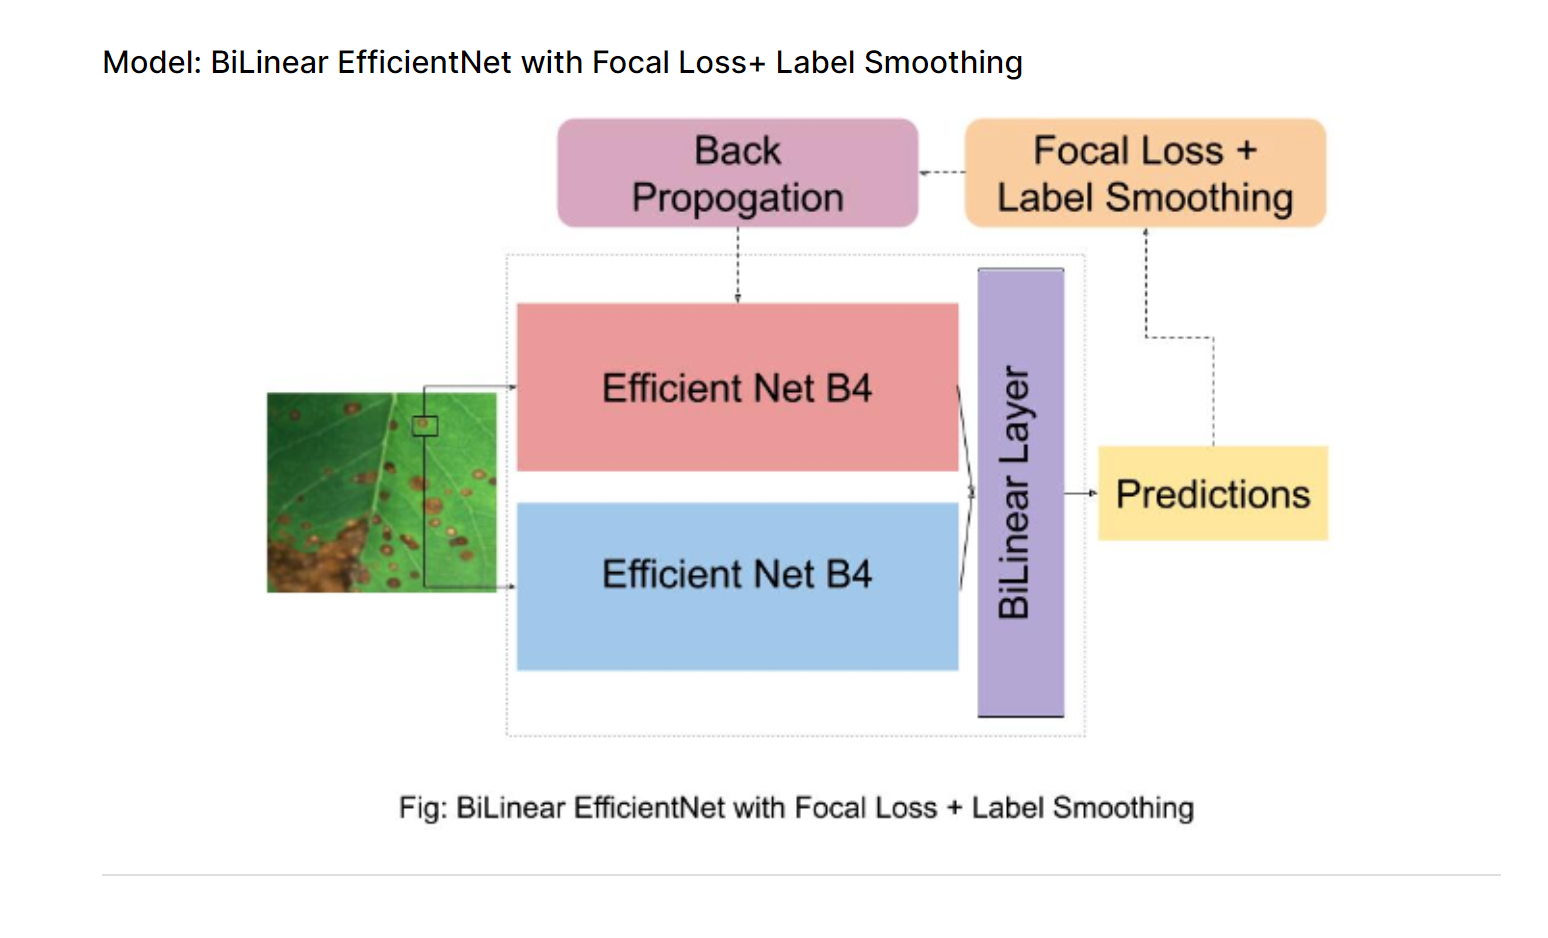 Model: BiLinear EfficientNet with Focal Loss+ Label Smoothing
Back
Propogation
Focal Loss +
Label Smoothing
Efficient Net B4
Efficient Net B4
BiLinear Layer
Predictions
Fig: BiLinear EfficientNet with Focal Loss + Label Smoothing